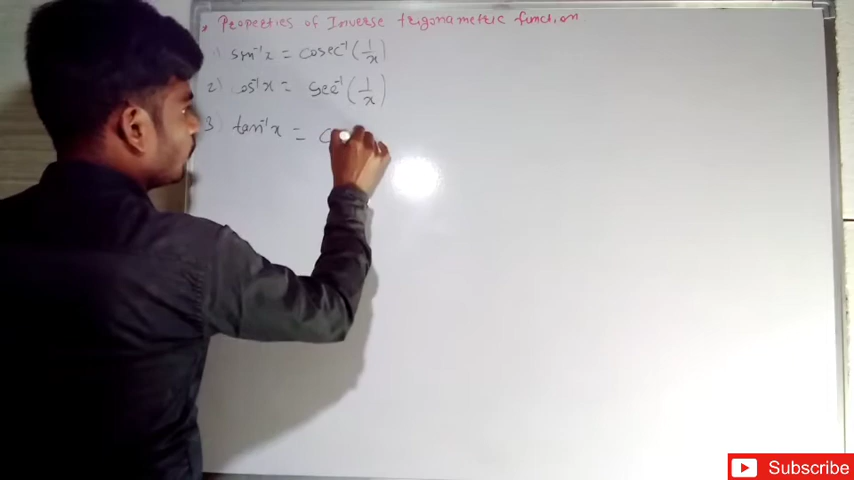 * Properties of Inverse trigonametric function
1) sin⁻¹x = cosec⁻¹(1/x)
2) cos⁻¹x = sec⁻¹(1/x)
3) tan⁻¹x = c
Subscribe